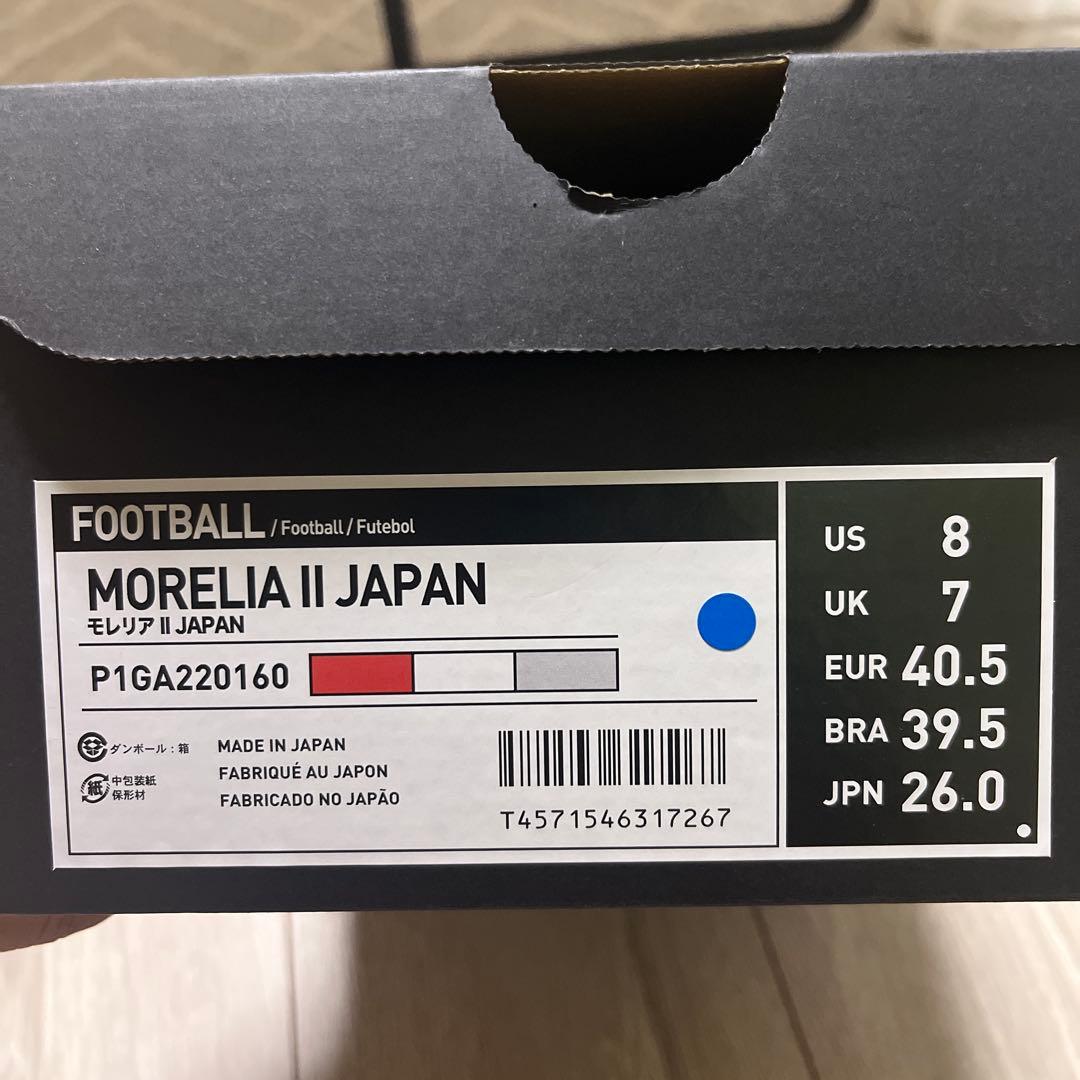 FOOTBALL / Football / Futebol
MORELIA II JAPAN
モレリア II JAPAN
P1GA220160
ダンボール : 箱
紙
中包装紙
保形材
MADE IN JAPAN
FABRIQUÉ AU JAPON
FABRICADO NO JAPÃO
T4571546317267
US 8
UK 7
EUR 40.5
BRA 39.5
JPN 26.0